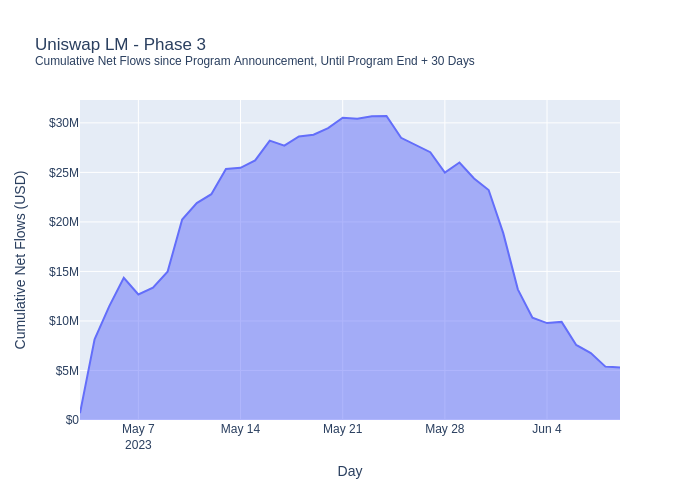 Uniswap LM - Phase 3
Cumulative Net Flows since Program Announcement, Until Program End + 30 Days
Cumulative Net Flows (USD)
$30M
$25M
$20M
$15M
$10M
$5M
$0
May 7
2023
May 14
May 21
May 28
Jun 4
Day